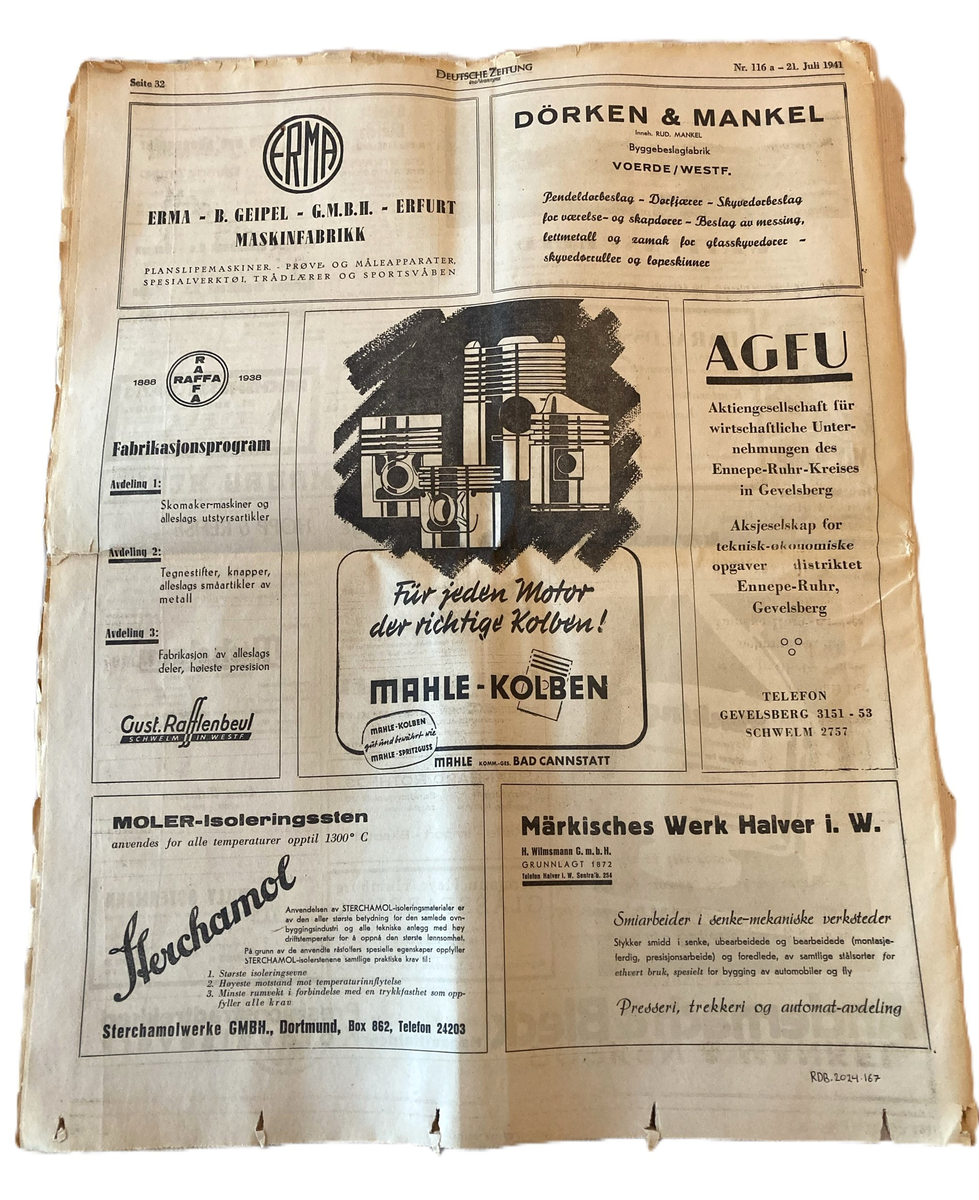 Seite 32
DEUTSCHE ZEITUNG
in Norwegen
Nr. 116 a – 21. Juli 1941
ERMA
ERMA - B. GEIPEL - G.M.B.H. - ERFURT
MASKINFABRIKK
PLANSLIPEMASKINER. - PRØVE- OG MÅLEAPPARATER,
SPESIALVERKTØI, TRÅDLÆRER OG SPORTSVÅBEN
DÖRKEN & MANKEL
Inneh. RUD. MANKEL
Byggebeslagfabrik
VOERDE/WESTF.
Pendeldørbeslag - Dørfjærer - Skyvedørbeslag
for værelse- og skapdører - Beslag av messing,
lettmetall og zamak for glasskyvedører -
skyvedørruller og løpeskinner
1888
RAFFA
RAFFA
1938
Fabrikasjonsprogram
Avdeling 1:
Skomaker-maskiner og
alleslags utstyrsartikler
Avdeling 2:
Tegnestifter, knapper,
alleslags småartikler av
metall
Avdeling 3:
Fabrikasjon av alleslags
deler, høieste presision
Gust. Rafflenbeul
SCHWELM IN WESTF.
Für jeden Motor
der richtige Kolben!
MAHLE-KOLBEN
MAHLE-KOLBEN
gut und bewährt wie
MAHLE-SPRITZGUSS
MAHLE KOMM.-GES. BAD CANNSTATT
AGFU
Aktiengesellschaft für
wirtschaftliche Unter-
nehmungen des
Ennepe-Ruhr-Kreises
in Gevelsberg
Aksjeselskap for
teknisk-økonomiske
opgaver distriktet
Ennepe-Ruhr,
Gevelsberg
TELEFON
GEVELSBERG 3151 - 53
SCHWELM 2757
MOLER-Isoleringssten
anvendes for alle temperaturer opptil 1300° C
Sterchamol
Anvendelsen av STERCHAMOL-isoleringsmaterialer er
av den aller største betydning for den samlede ovn-
byggingsindustri og alle tekniske anlegg med høy
driftstemperatur for å oppnå den største lønnsomhet.
På grunn av de anvendte råstoffers spesielle egenskaper oppfyller
STERCHAMOL-isolerstenene samtlige praktiske krav til:
1. Største isoleringsevne
2. Høyeste motstand mot temperaturinnflytelse
3. Minste rumvekt i forbindelse med en trykkfasthet som opp-
fyller alle krav
Sterchamolwerke GMBH., Dortmund, Box 862, Telefon 24203
Märkisches Werk Halver i. W.
H. Wilmsmann G. m. b. H.
GRUNNLAGT 1872
Telefon Halver i. W. Sentralb. 254
Smiarbeider i senke-mekaniske verksteder
Stykker smidd i senke, ubearbeidede og bearbeidede (montasje-
ferdig, presisjonsarbeide) og foredlede, av samtlige stålsorter for
ethvert bruk, spesielt for bygging av automobiler og fly
Presseri, trekkeri og automat-avdeling
RDB.2024.167